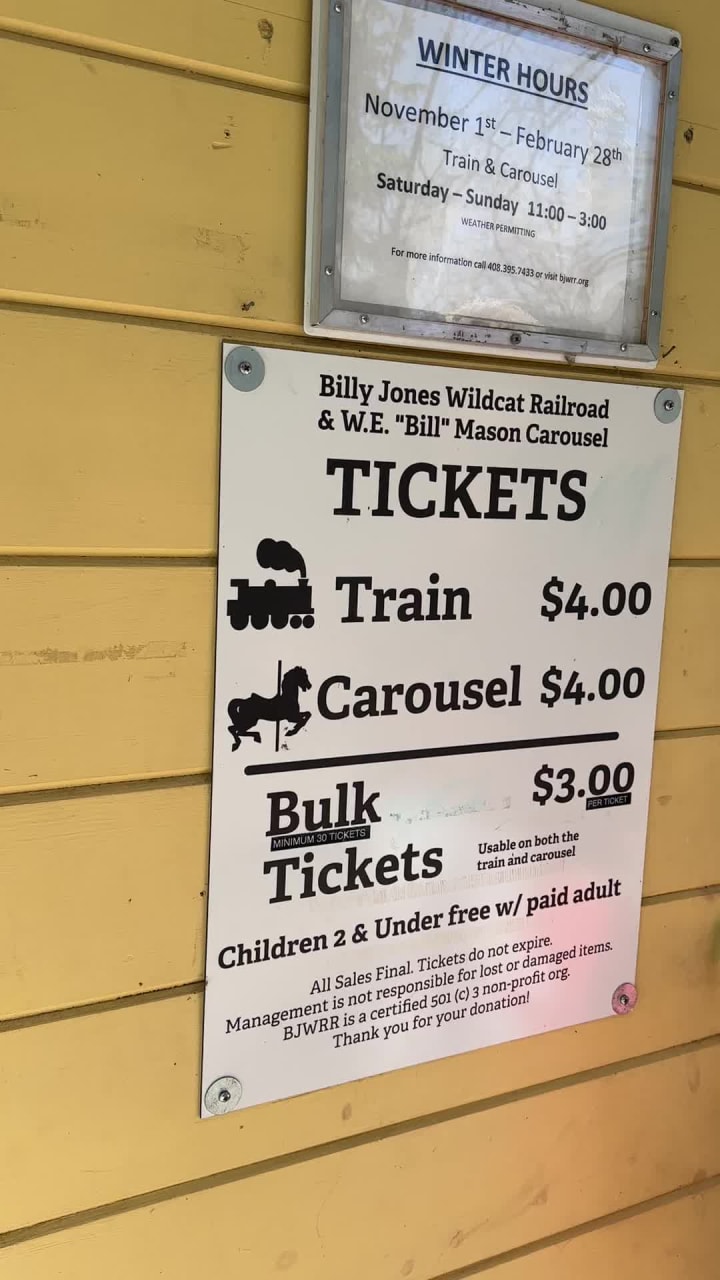 WINTER HOURS
November 1st – February 28th
Train & Carousel
Saturday – Sunday 11:00 – 3:00
WEATHER PERMITTING
For more information call 408.395.7433 or visit bjwrr.org
Billy Jones Wildcat Railroad
& W.E. "Bill" Mason Carousel
TICKETS
Train $4.00
Carousel $4.00
Bulk $3.00
MINIMUM 30 TICKETS PER TICKET
Tickets
Usable on both the
train and carousel
Children 2 & Under free w/ paid adult
All Sales Final. Tickets do not expire.
Management is not responsible for lost or damaged items.
BJWRR is a certified 501 (c) 3 non-profit org.
Thank you for your donation!